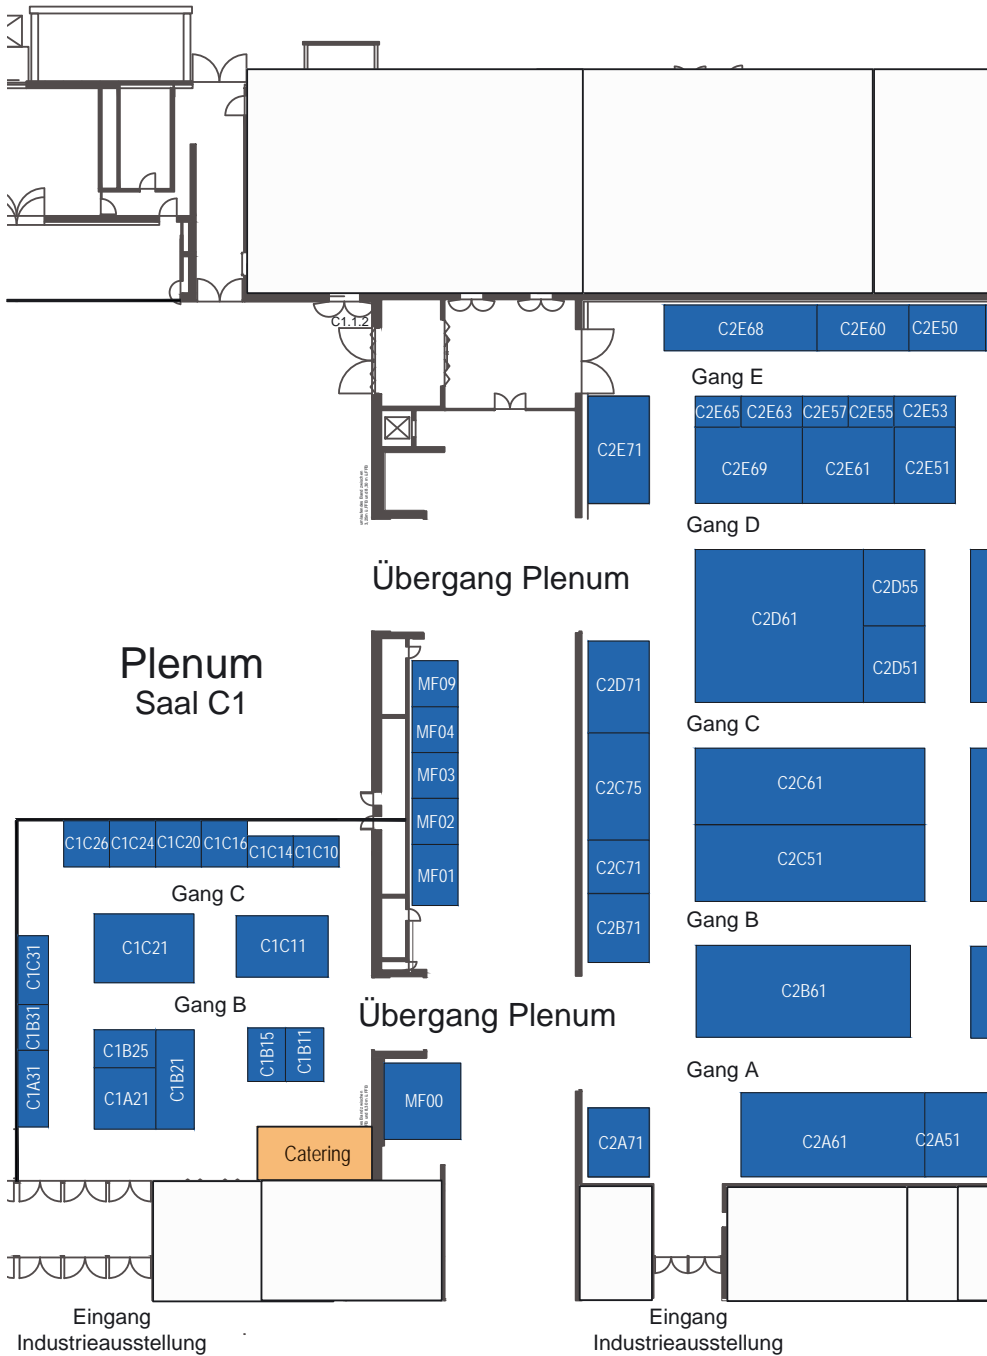 C1.1.2
C2E68
C2E60
C2E50
Gang E
C2E65
C2E63
C2E57
C2E55
C2E53
C2E71
C2E69
C2E61
C2E51
Gang D
Übergang Plenum
C2D61
C2D55
C2D51
Plenum
Saal C1
MF09
MF04
MF03
MF02
MF01
C2D71
C2C75
C2C71
C2B71
Gang C
C2C61
C2C51
Gang B
C2B61
Gang A
C1C26
C1C24
C1C20
C1C16
C1C14
C1C10
Gang C
C1C21
C1C11
C1C31
C1B31
C1A31
Gang B
Übergang Plenum
C1B25
C1A21
C1B21
C1B15
C1B11
MF00
Catering
C2A71
C2A61
C2A51
Eingang
Industrieausstellung
Eingang
Industrieausstellung